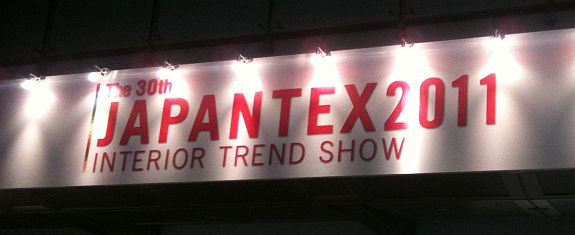 The 30th
JAPANTEX2011
INTERIOR TREND SHOW